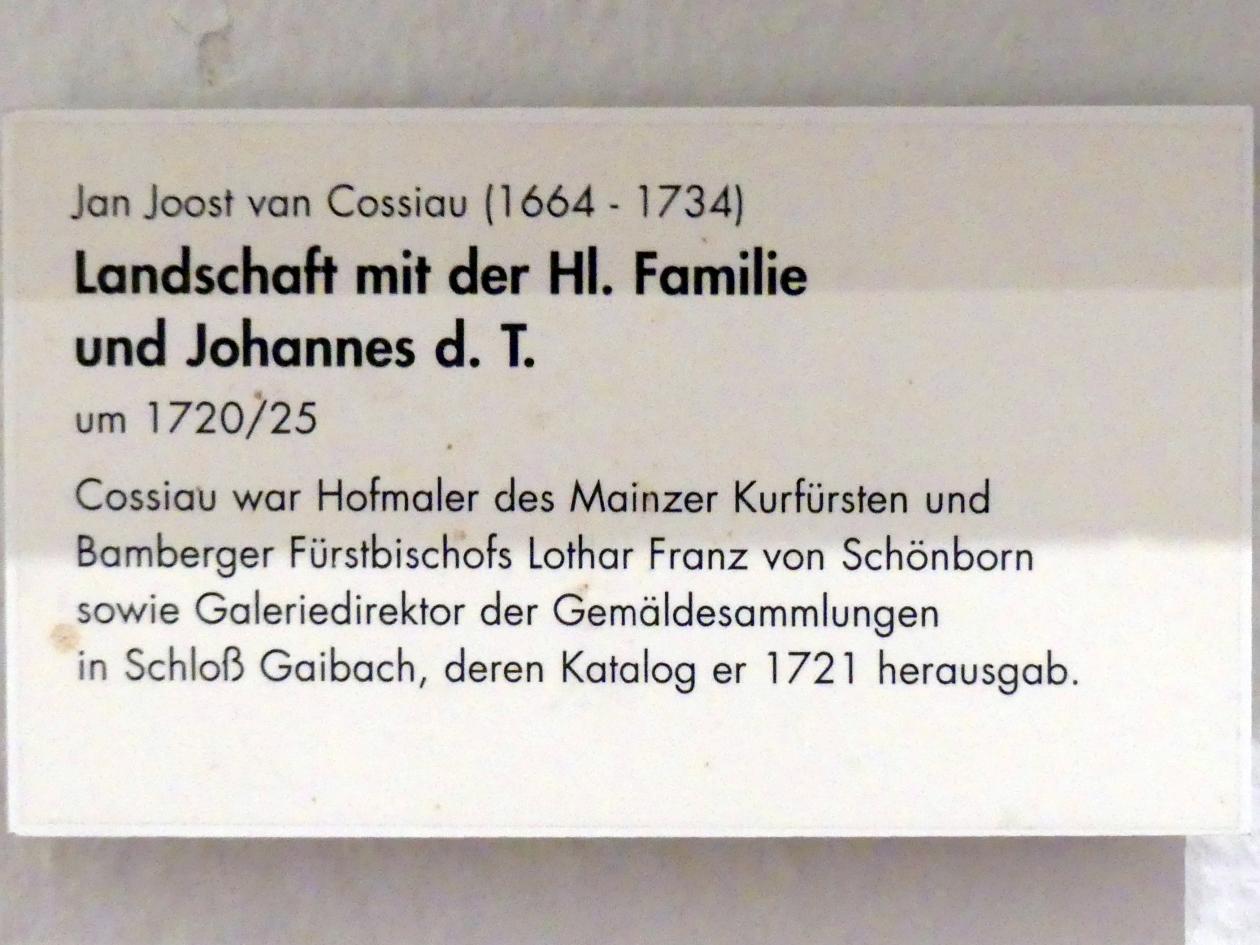 Jan Joost van Cossiau (1664 - 1734)
Landschaft mit der Hl. Familie
und Johannes d. T.
um 1720/25
Cossiau war Hofmaler des Mainzer Kurfürsten und
Bamberger Fürstbischofs Lothar Franz von Schönborn
sowie Galeriedirektor der Gemäldesammlungen
in Schloß Gaibach, deren Katalog er 1721 herausgab.